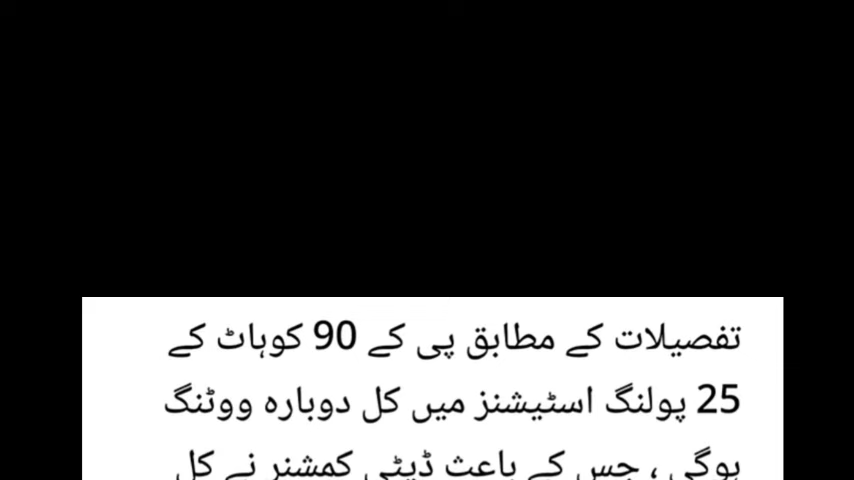 تفصیلات کے مطابق پی کے 90 کوہاٹ کے
25 پولنگ اسٹیشنز میں کل دوبارہ ووٹنگ
ہوگی ، جس کے باعث ڈپٹی کمشنر نے کل